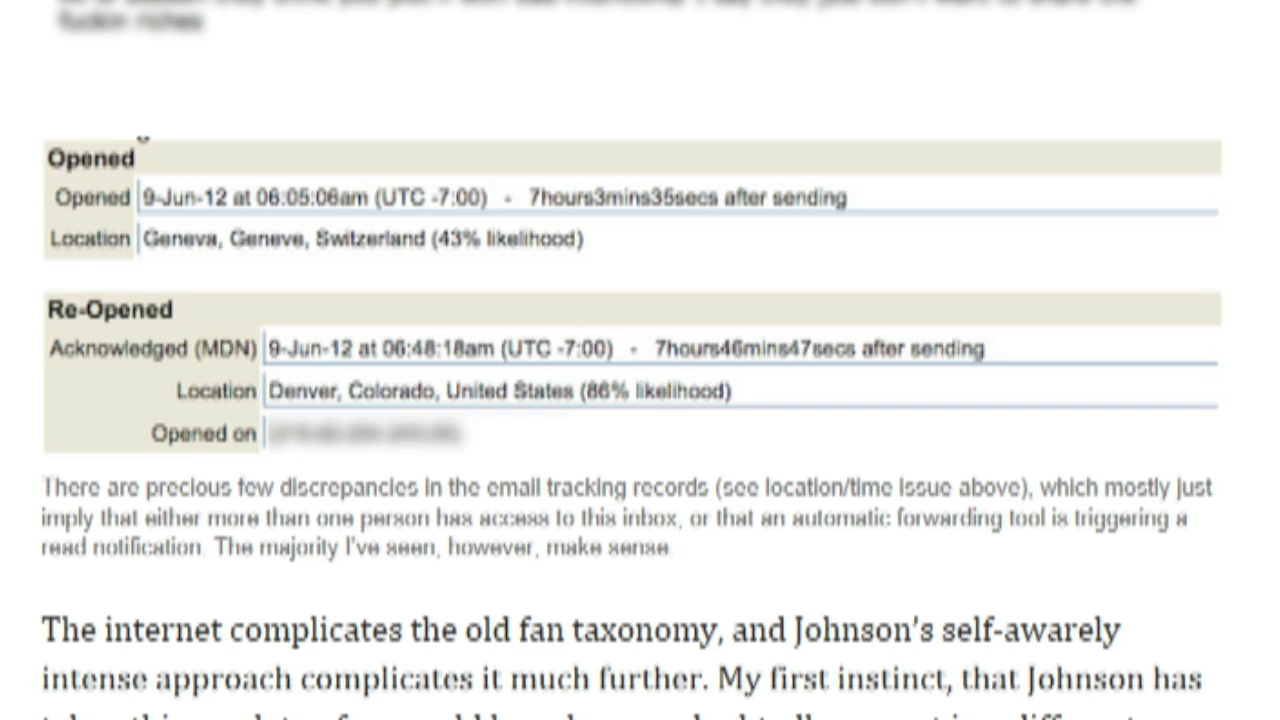 fuckin riches
Opened
Opened 9-Jun-12 at 06:05:06am (UTC -7:00) - 7hours3mins35secs after sending
Location Geneva, Geneve, Switzerland (43% likelihood)
Re-Opened
Acknowledged (MDN) 9-Jun-12 at 06:48:18am (UTC -7:00) - 7hours46mins47secs after sending
Location Denver, Colorado, United States (86% likelihood)
Opened on
There are precious few discrepancies in the email tracking records (see location/time issue above), which mostly just
imply that either more than one person has access to this inbox, or that an automatic forwarding tool is triggering a
read notification. The majority I've seen, however, make sense.
The internet complicates the old fan taxonomy, and Johnson's self-awarely
intense approach complicates it much further. My first instinct, that Johnson has